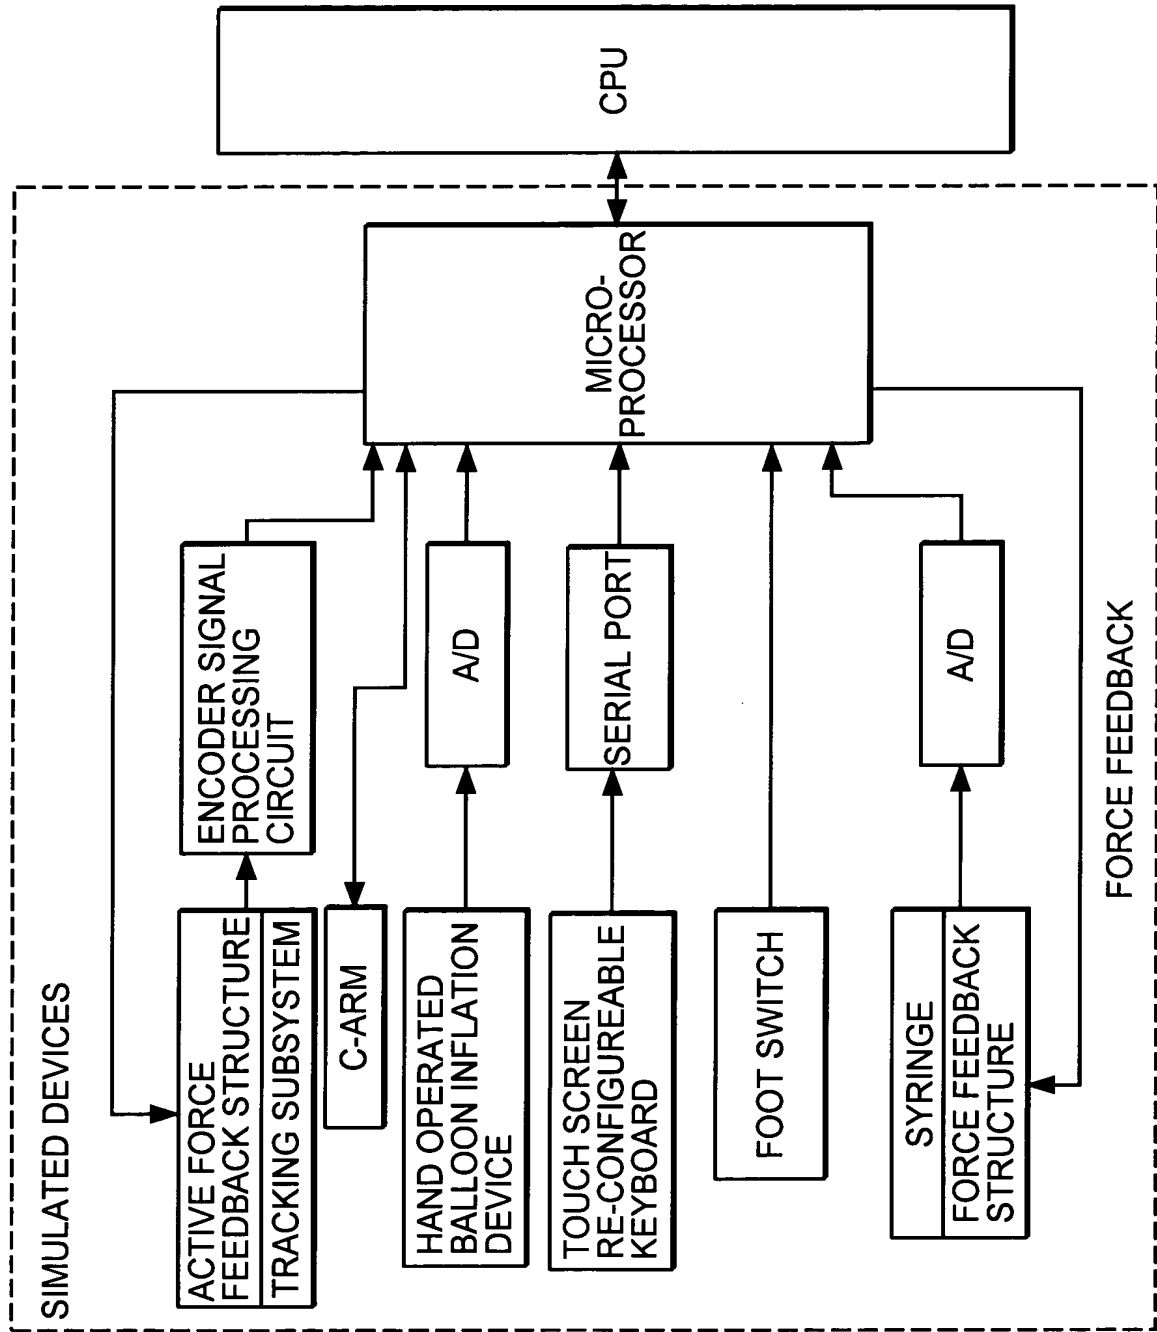 SIMULATED DEVICES
ACTIVE FORCE
FEEDBACK STRUCTURE
TRACKING SUBSYSTEM
ENCODER SIGNAL
PROCESSING
CIRCUIT
C-ARM
HAND OPERATED
BALLOON INFLATION
DEVICE
A/D
TOUCH SCREEN
RE-CONFIGUREABLE
KEYBOARD
SERIAL PORT
FOOT SWITCH
SYRINGE
FORCE FEEDBACK
STRUCTURE
A/D
FORCE FEEDBACK
MICRO-
PROCESSOR
CPU